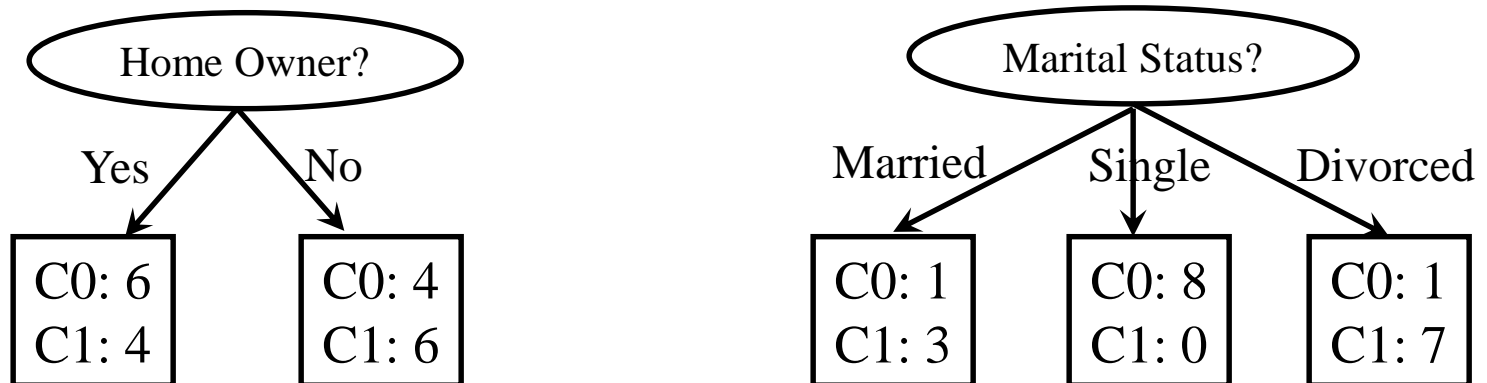 Home Owner?
Yes
No
C0: 6
C1: 4
C0: 4
C1: 6
Marital Status?
Married
Single
Divorced
C0: 1
C1: 3
C0: 8
C1: 0
C0: 1
C1: 7